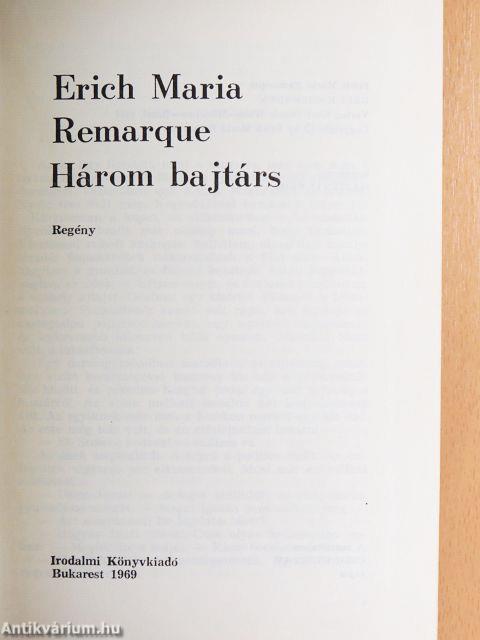 Erich Maria
Remarque
Három bajtárs
Regény
Irodalmi Könyvkiadó
Bukarest 1969
Antikvárium.hu